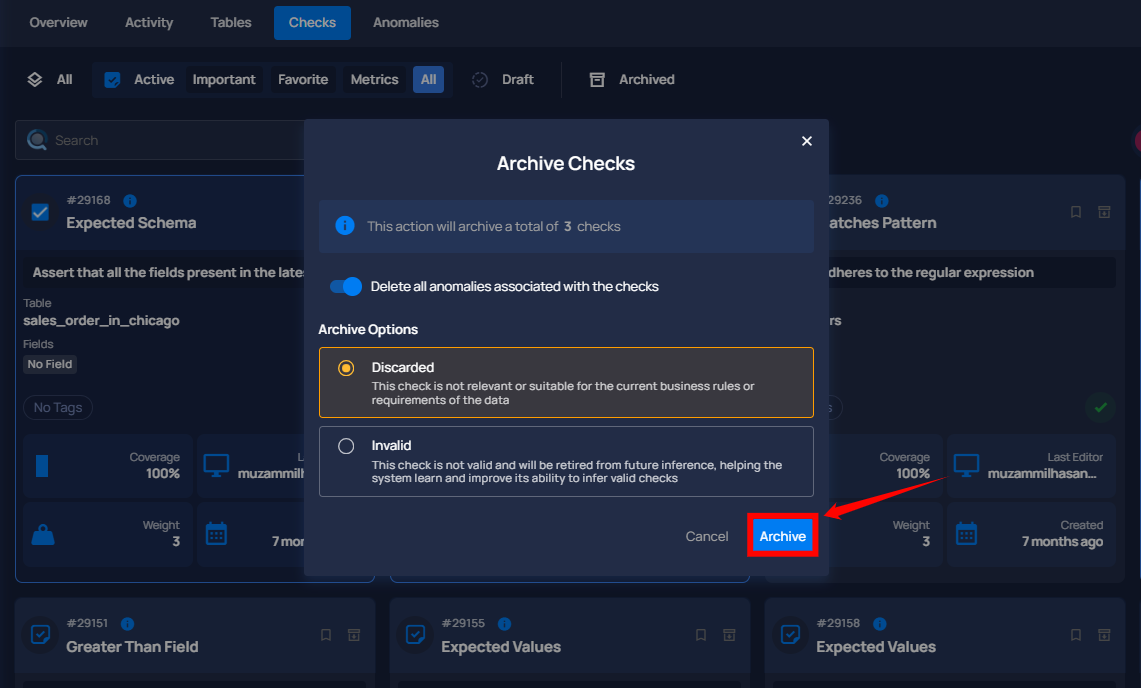 Overview Activity Tables Checks Anomalies
All Active Important Favorite Metrics All Draft Archived
Search
Archive Checks
This action will archive a total of 3 checks
Delete all anomalies associated with the checks
Archive Options
Discarded
This check is not relevant or suitable for the current business rules or
requirements of the data
Invalid
This check is not valid and will be retired from future inference, helping the
system learn and improve its ability to infer valid checks
Cancel Archive
#29168
Expected Schema
Assert that all the fields present in the late
Table
sales_order_in_chicago
Fields
No Field
No Tags
Coverage
100%
muzammilh
Weight
3
7 mon
29236
atches Pattern
dheres to the regular expression
rs
s
Coverage
100%
Last Editor
muzammilhasan...
Weight
3
Created
7 months ago
#29151
Greater Than Field
#29155
Expected Values
#29158
Expected Values